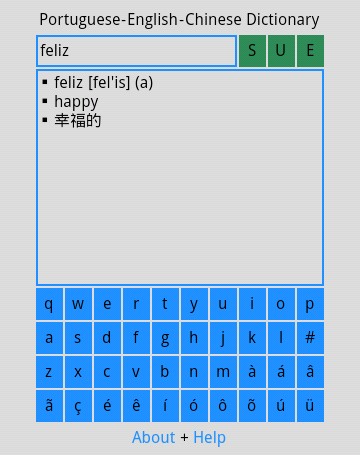 Portuguese-English-Chinese Dictionary
feliz S U E
▪ feliz [fel'is] (a)
▪ happy
▪ 幸福的
q w e r t y u i o p
a s d f g h j k l #
z x c v b n m à á â
ã ç é ê í ó ô õ ú ü
About + Help